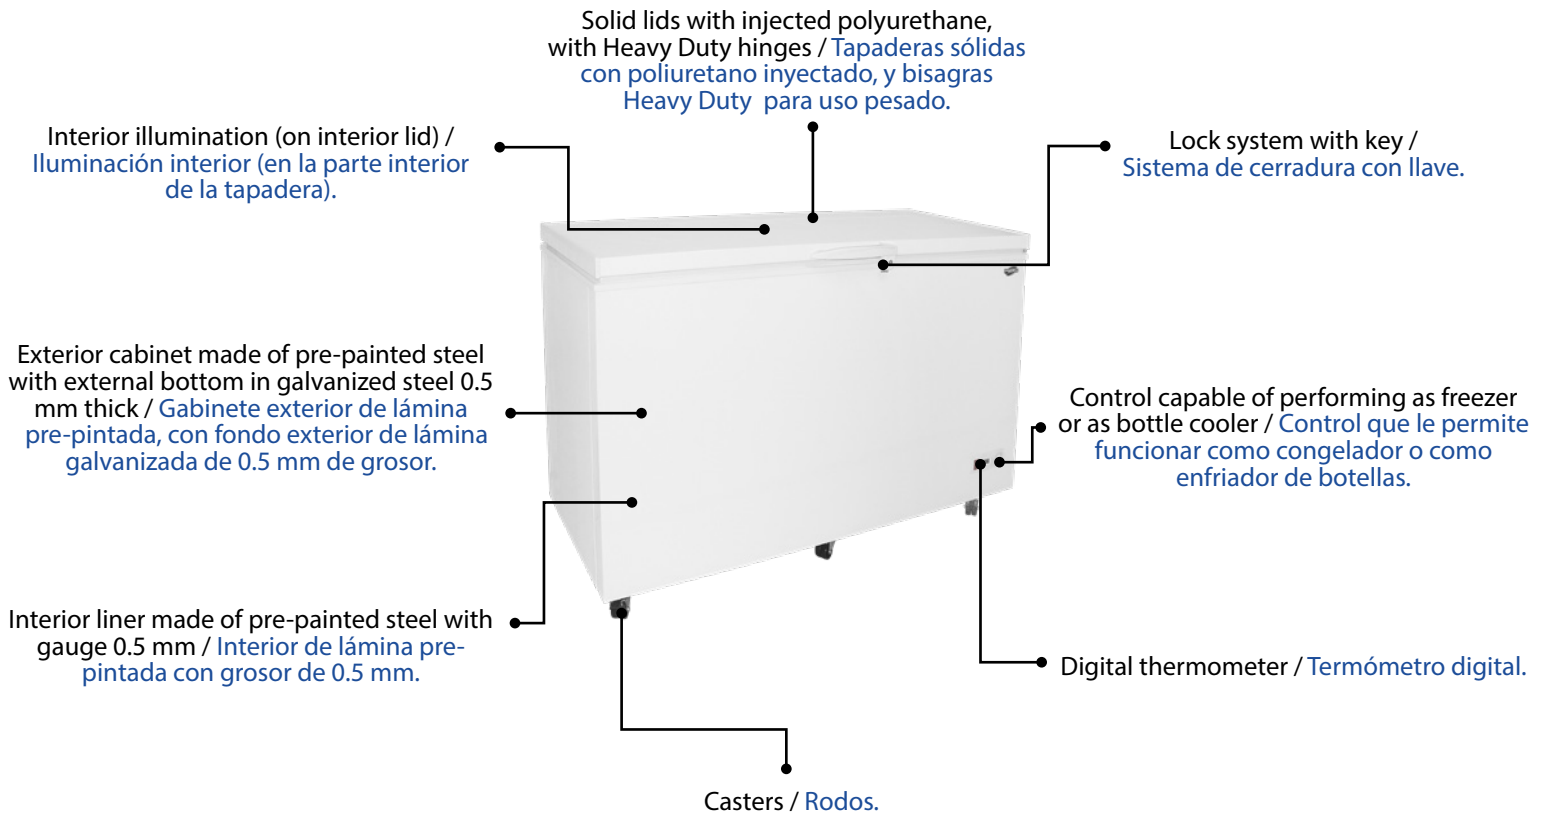 Solid lids with injected polyurethane,
with Heavy Duty hinges / Tapaderas sólidas
con poliuretano inyectado, y bisagras
Heavy Duty para uso pesado.
Interior illumination (on interior lid) /
Iluminación interior (en la parte interior
de la tapadera).
Lock system with key /
Sistema de cerradura con llave.
Exterior cabinet made of pre-painted steel
with external bottom in galvanized steel 0.5
mm thick / Gabinete exterior de lámina
pre-pintada, con fondo exterior de lámina
galvanizada de 0.5 mm de grosor.
Control capable of performing as freezer
or as bottle cooler / Control que le permite
funcionar como congelador o como
enfriador de botellas.
Interior liner made of pre-painted steel with
gauge 0.5 mm / Interior de lámina pre-
pintada con grosor de 0.5 mm.
Digital thermometer / Termómetro digital.
Casters / Rodos.